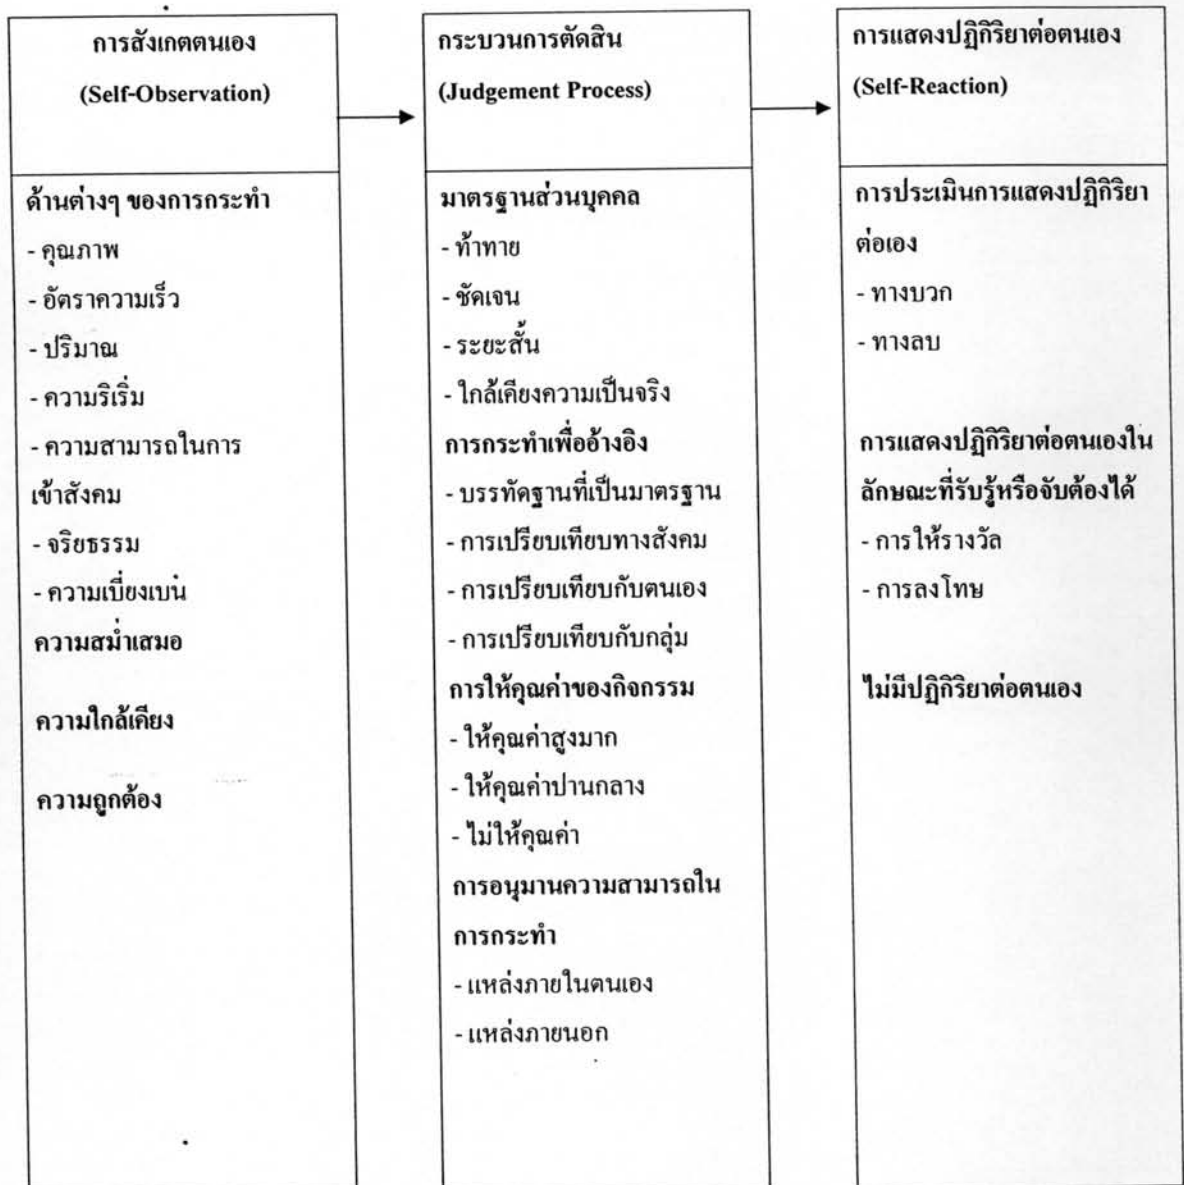 การสังเกตตนเอง
(Self-Observation)
ด้านต่างๆ ของการกระทำ
- คุณภาพ
- อัตราความเร็ว
- ปริมาณ
- ความริเริ่ม
- ความสามารถในการ
เข้าสังคม
- จริยธรรม
- ความเบี่ยงเบน
ความสม่ำเสมอ
ความใกล้เคียง
ความถูกต้อง
กระบวนการตัดสิน
(Judgement Process)
มาตรฐานส่วนบุคคล
- ท้าทาย
- ชัดเจน
- ระยะสั้น
- ใกล้เคียงความเป็นจริง
การกระทำเพื่ออ้างอิง
- บรรทัดฐานที่เป็นมาตรฐาน
- การเปรียบเทียบทางสังคม
- การเปรียบเทียบกับตนเอง
- การเปรียบเทียบกับกลุ่ม
การให้คุณค่าของกิจกรรม
- ให้คุณค่าสูงมาก
- ให้คุณค่าปานกลาง
- ไม่ให้คุณค่า
การอนุมานความสามารถใน
การกระทำ
- แหล่งภายในตนเอง
- แหล่งภายนอก
การแสดงปฏิกิริยาต่อตนเอง
(Self-Reaction)
การประเมินการแสดงปฏิกิริยา
ต่อเอง
- ทางบวก
- ทางลบ
การแสดงปฏิกิริยาต่อตนเองใน
ลักษณะที่รับรู้หรือจับต้องได้
- การให้รางวัล
- การลงโทษ
ไม่มีปฏิกิริยาต่อตนเอง